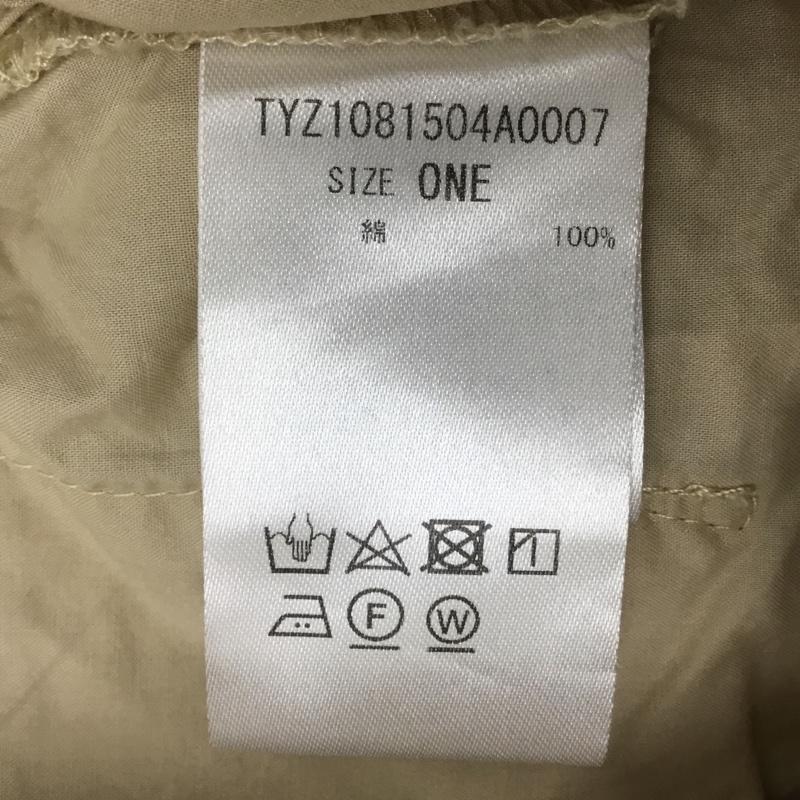 TYZ1081504A0007
SIZE ONE
綿 100%
F W